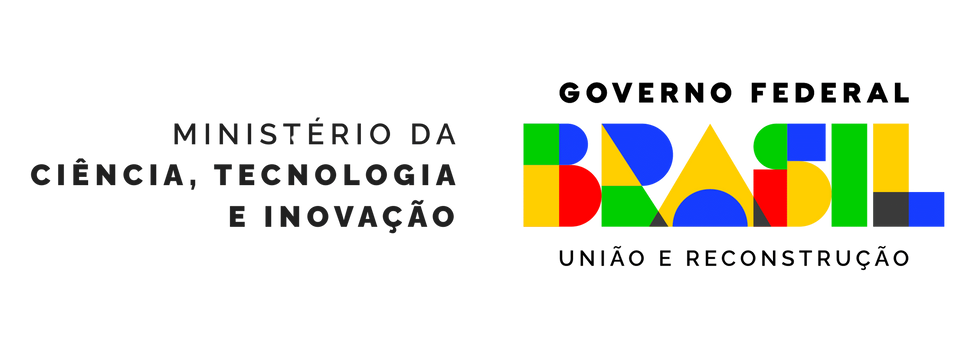 MINISTÉRIO DA
CIÊNCIA, TECNOLOGIA
E INOVAÇÃO
GOVERNO FEDERAL
BRASIL
UNIÃO E RECONSTRUÇÃO